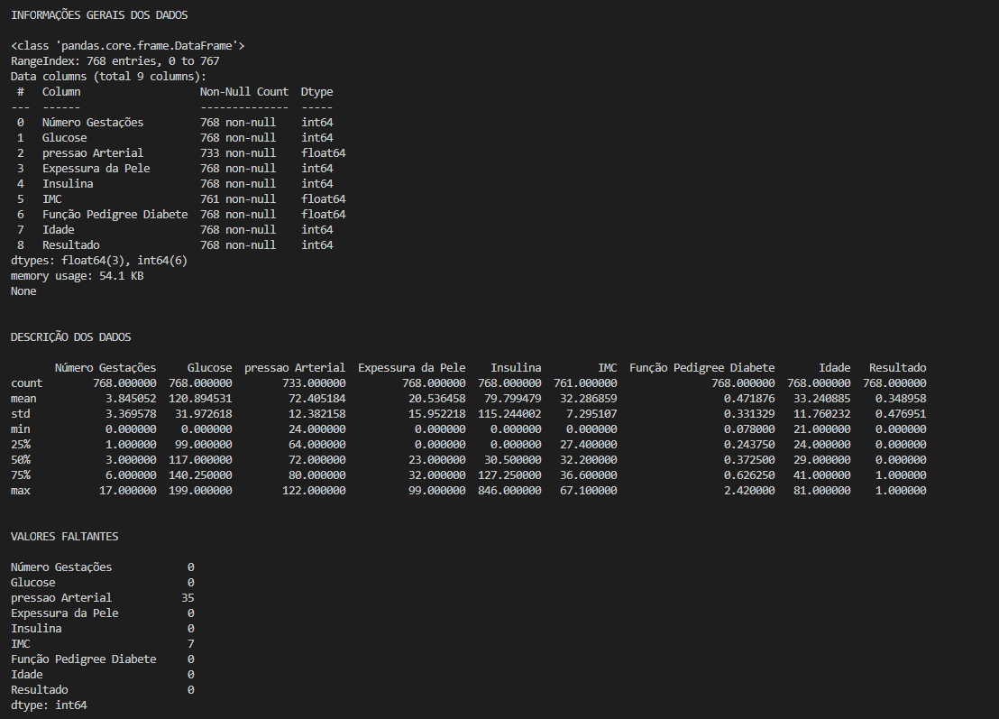 INFORMAÇÕES GERAIS DOS DADOS
<class 'pandas.core.frame.DataFrame'>
RangeIndex: 768 entries, 0 to 767
Data columns (total 9 columns):
 #   Column                   Non-Null Count  Dtype
---  ------                   --------------  -----
 0   Número Gestações         768 non-null    int64
 1   Glucose                  768 non-null    int64
 2   pressao Arterial         733 non-null    float64
 3   Expessura da Pele        768 non-null    int64
 4   Insulina                 768 non-null    int64
 5   IMC                      761 non-null    float64
 6   Função Pedigree Diabete  768 non-null    float64
 7   Idade                    768 non-null    int64
 8   Resultado                768 non-null    int64
dtypes: float64(3), int64(6)
memory usage: 54.1 KB
None
DESCRIÇÃO DOS DADOS
       Número Gestações     Glucose  pressao Arterial  Expessura da Pele    Insulina         IMC  Função Pedigree Diabete       Idade   Resultado
count        768.000000  768.000000        733.000000         768.000000  768.000000  761.000000               768.000000  768.000000  768.000000
mean           3.845052  120.894531         72.405184          20.536458   79.799479   32.286859                 0.471876   33.240885    0.348958
std            3.369578   31.972618         12.382158          15.952218  115.244002    7.295107                 0.331329   11.760232    0.476951
min            0.000000    0.000000         24.000000           0.000000    0.000000    0.000000                 0.078000   21.000000    0.000000
25%            1.000000   99.000000         64.000000           0.000000    0.000000   27.400000                 0.243750   24.000000    0.000000
50%            3.000000  117.000000         72.000000          23.000000   30.500000   32.200000                 0.372500   29.000000    0.000000
75%            6.000000  140.250000         80.000000          32.000000  127.250000   36.600000                 0.626250   41.000000    1.000000
max           17.000000  199.000000        122.000000          99.000000  846.000000   67.100000                 2.420000   81.000000    1.000000
VALORES FALTANTES
Número Gestações            0
Glucose                     0
pressao Arterial           35
Expessura da Pele           0
Insulina                    0
IMC                         7
Função Pedigree Diabete     0
Idade                       0
Resultado                   0
dtype: int64